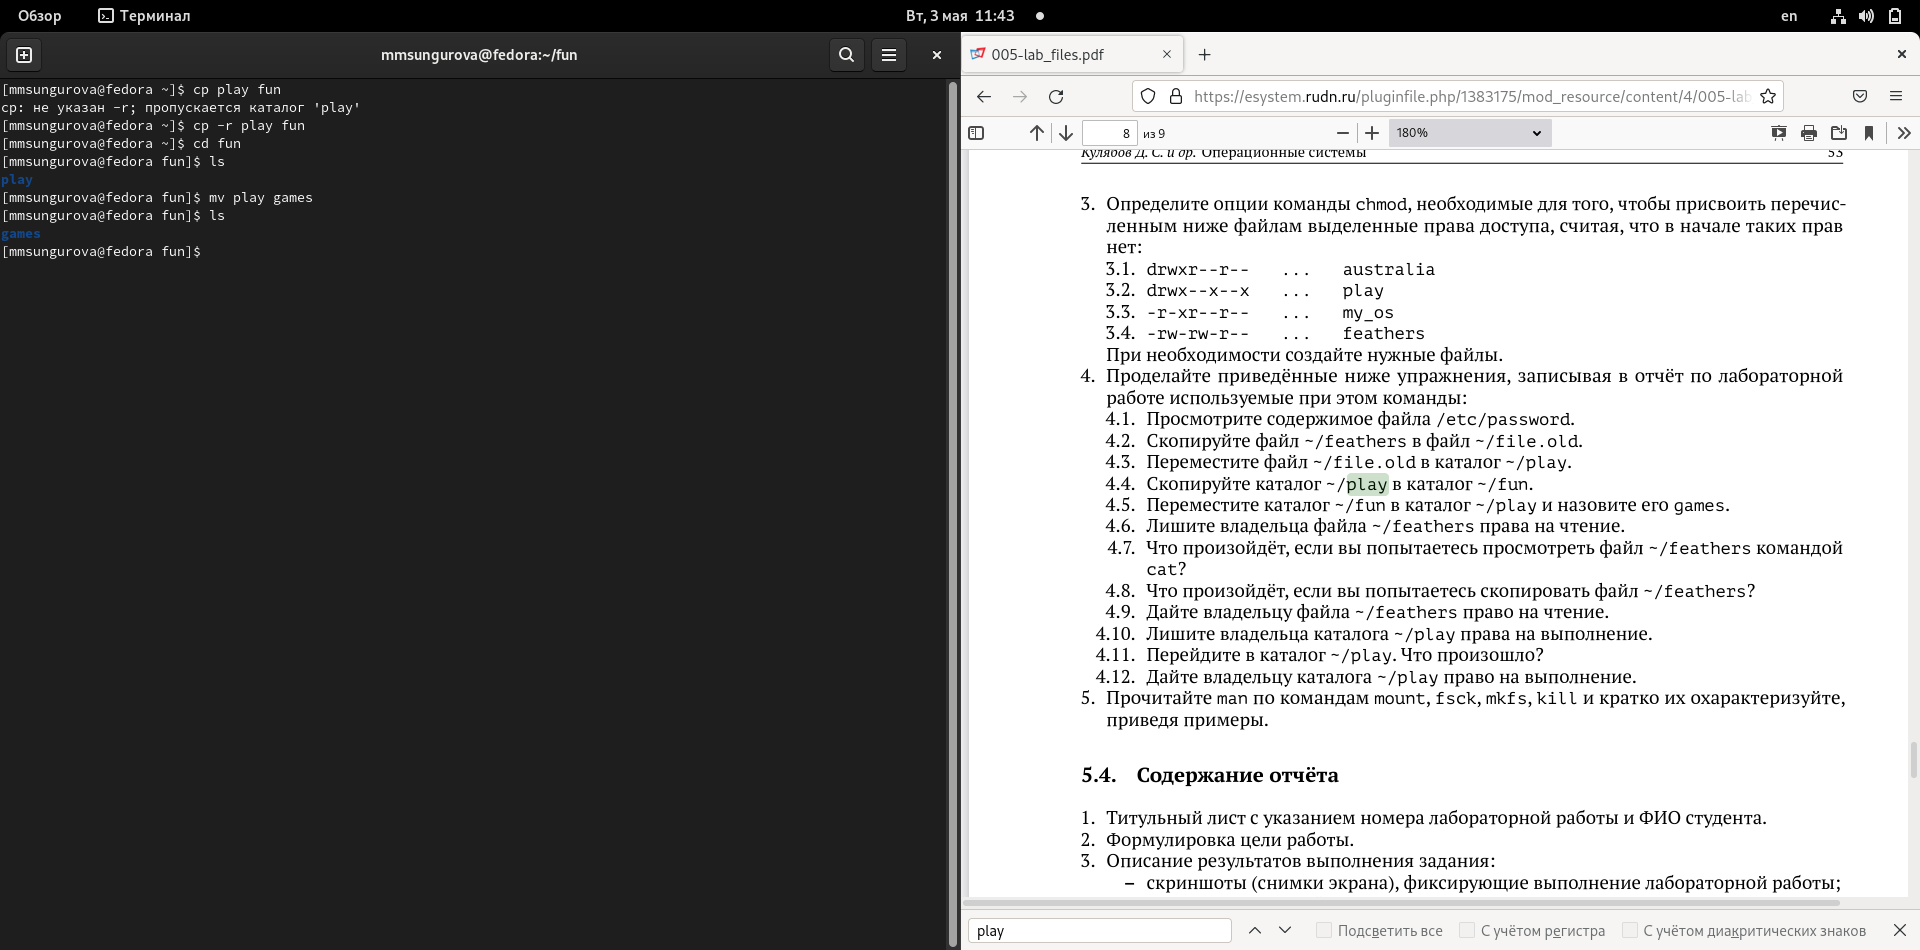 Обзор
Терминал
Вт, 3 мая 11:43
en
mmsungurova@fedora:~/fun
[mmsungurova@fedora ~]$ cp play fun
cp: не указан -r; пропускается каталог 'play'
[mmsungurova@fedora ~]$ cp -r play fun
[mmsungurova@fedora ~]$ cd fun
[mmsungurova@fedora fun]$ ls
play
[mmsungurova@fedora fun]$ mv play games
[mmsungurova@fedora fun]$ ls
games
[mmsungurova@fedora fun]$
005-lab_files.pdf
https://esystem.rudn.ru/pluginfile.php/1383175/mod_resource/content/4/005-lab
8 из 9
180%
Кулябов Д. С. и др. Операционные системы 53
3. Определите опции команды chmod, необходимые для того, чтобы присвоить перечис-
ленным ниже файлам выделенные права доступа, считая, что в начале таких прав
нет:
3.1. drwxr--r-- ... australia
3.2. drwx--x--x ... play
3.3. -r-xr--r-- ... my_os
3.4. -rw-rw-r-- ... feathers
При необходимости создайте нужные файлы.
4. Проделайте приведённые ниже упражнения, записывая в отчёт по лабораторной
работе используемые при этом команды:
4.1. Просмотрите содержимое файла /etc/password.
4.2. Скопируйте файл ~/feathers в файл ~/file.old.
4.3. Переместите файл ~/file.old в каталог ~/play.
4.4. Скопируйте каталог ~/play в каталог ~/fun.
4.5. Переместите каталог ~/fun в каталог ~/play и назовите его games.
4.6. Лишите владельца файла ~/feathers права на чтение.
4.7. Что произойдёт, если вы попытаетесь просмотреть файл ~/feathers командой
cat?
4.8. Что произойдёт, если вы попытаетесь скопировать файл ~/feathers?
4.9. Дайте владельцу файла ~/feathers право на чтение.
4.10. Лишите владельца каталога ~/play права на выполнение.
4.11. Перейдите в каталог ~/play. Что произошло?
4.12. Дайте владельцу каталога ~/play право на выполнение.
5. Прочитайте man по командам mount, fsck, mkfs, kill и кратко их охарактеризуйте,
приведя примеры.
5.4. Содержание отчёта
1. Титульный лист с указанием номера лабораторной работы и ФИО студента.
2. Формулировка цели работы.
3. Описание результатов выполнения задания:
– скриншоты (снимки экрана), фиксирующие выполнение лабораторной работы;
play
Подсветить все
С учётом регистра
С учётом диакритических знаков